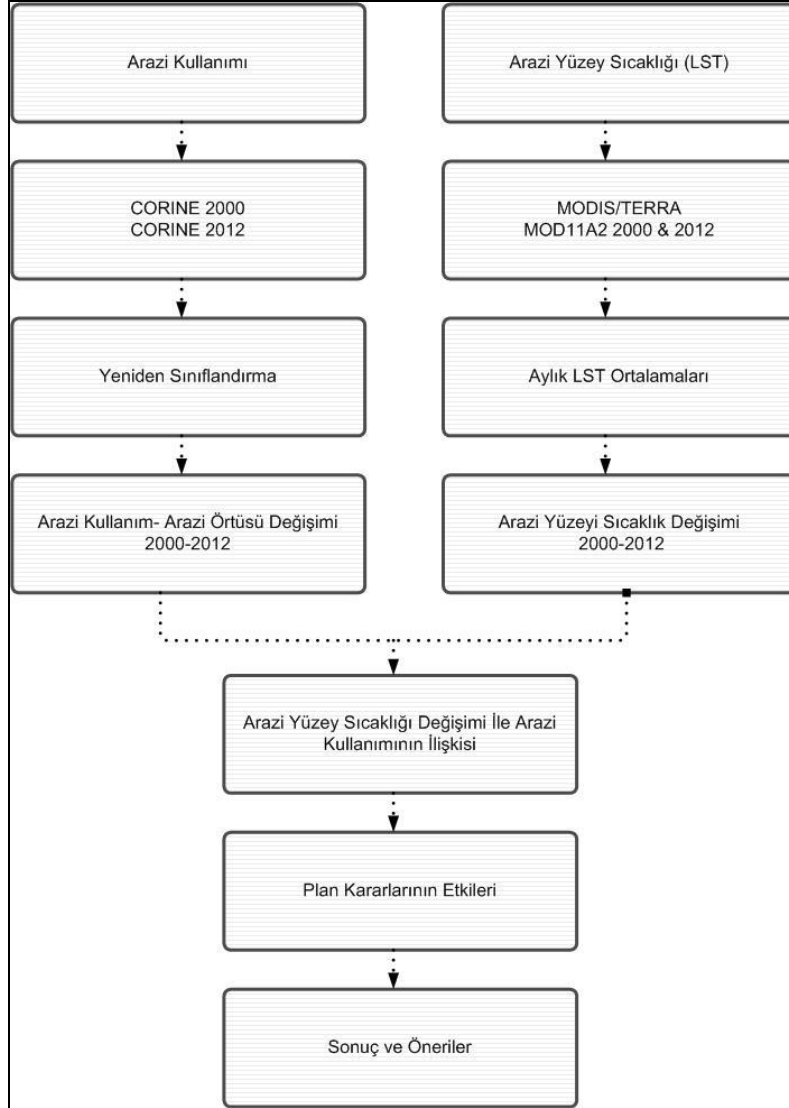 Arazi Kullanımı
Arazi Yüzey Sıcaklığı (LST)
CORINE 2000
CORINE 2012
MODIS/TERRA
MOD11A2 2000 & 2012
Yeniden Sınıflandırma
Aylık LST Ortalamaları
Arazi Kullanım- Arazi Örtüsü Değişimi
2000-2012
Arazi Yüzeyi Sıcaklık Değişimi
2000-2012
Arazi Yüzey Sıcaklığı Değişimi İle Arazi
Kullanımının İlişkisi
Plan Kararlarının Etkileri
Sonuç ve Öneriler